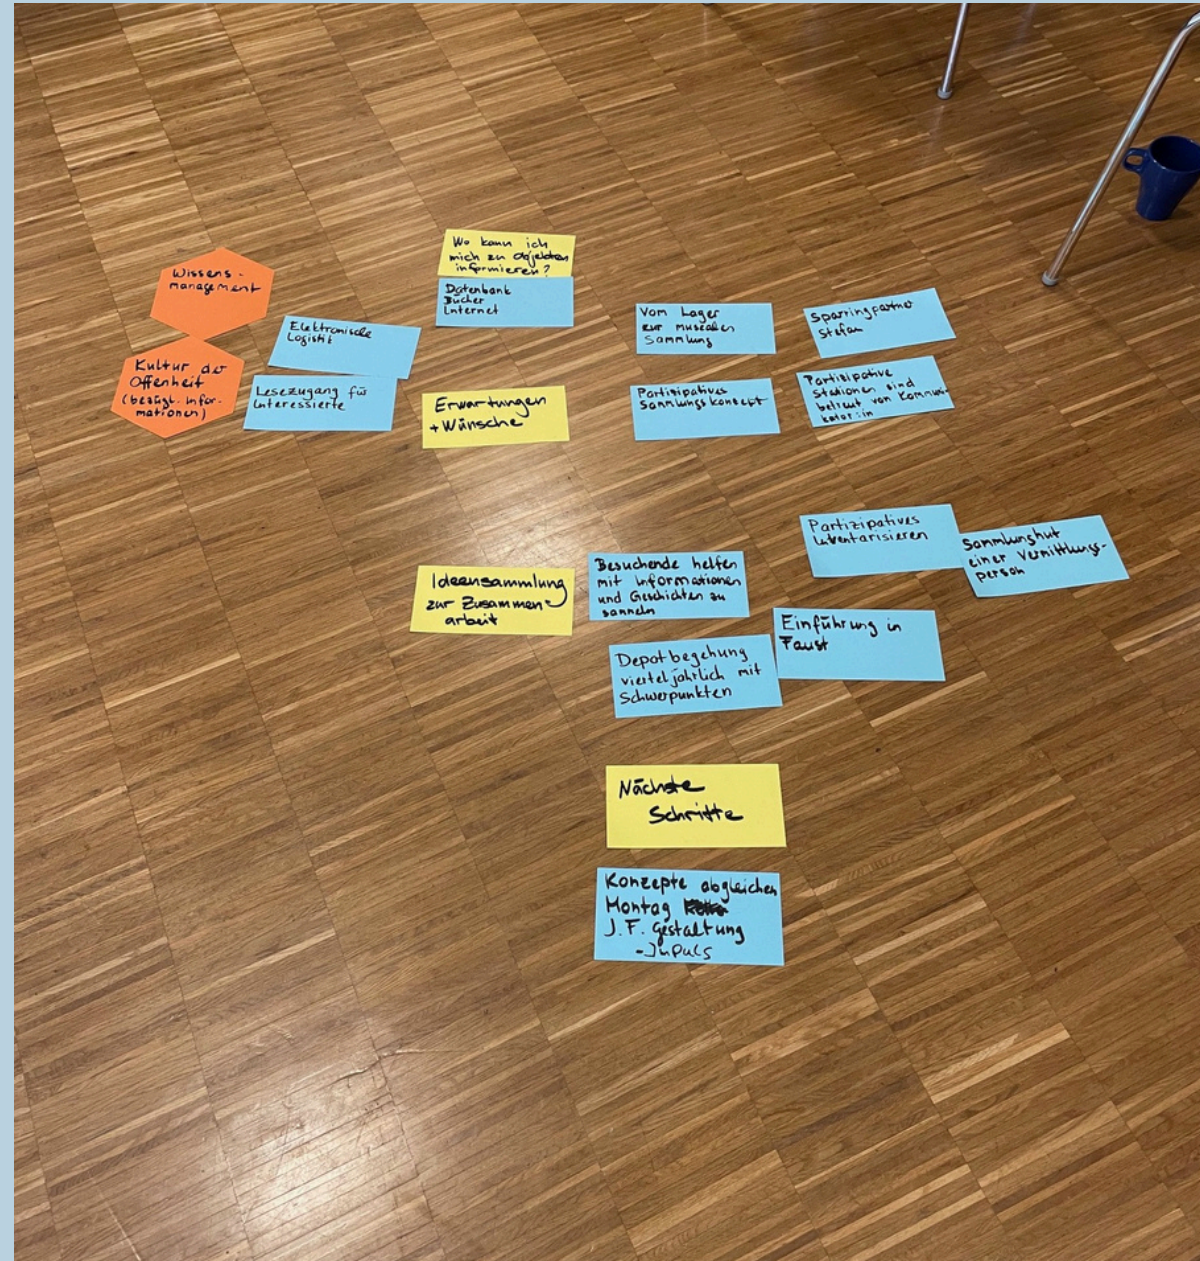 Wissens-
management
Kultur der
Offenheit
(bezügl. Infor-
mationen)
Elektronische
Logistik
Lesezugang für
Interessierte
Wo kann ich
mich zu Objekten
informieren?
Datenbank
Bücher
Internet
Erwartungen
+ Wünsche
Vom Lager
zur musealen
Sammlung
Sparringpartner
Stefan
Partizipatives
Sammlungskonzept
Partizipative
Stationen sind
betreut von Kommuni-
kator:in
Ideensammlung
zur Zusammen-
arbeit
Besuchende helfen
mit Informationen
und Geschichten zu
sammeln
Partizipatives
Inventarisieren
Sammlungshut
einer Vermittlungs-
person
Depotbegehung
vierteljährlich mit
Schwerpunkten
Einführung in
Faust
Nächste
Schritte
Konzepte abgleichen
Montag
J.F. Gestaltung
- Inpuls